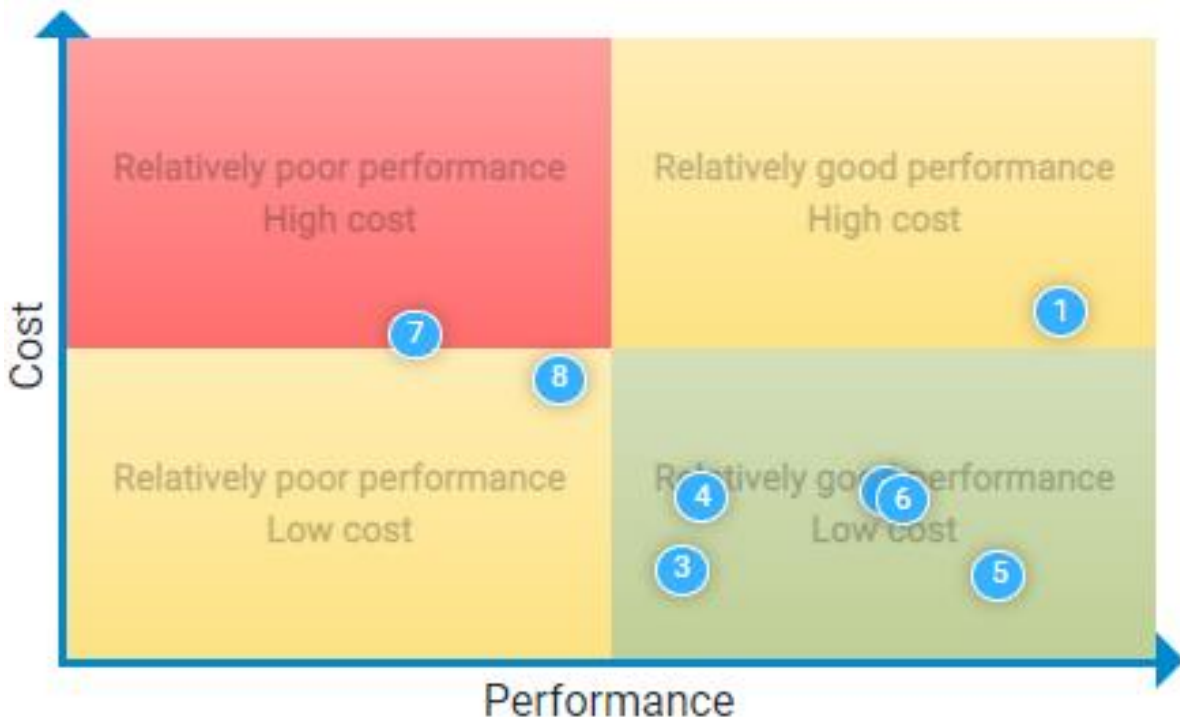 Relatively poor performance
High cost
Relatively good performance
High cost
1
7
8
Cost
Relatively poor performance
Low cost
Relatively good performance
Low cost
4
6
3
5
Performance